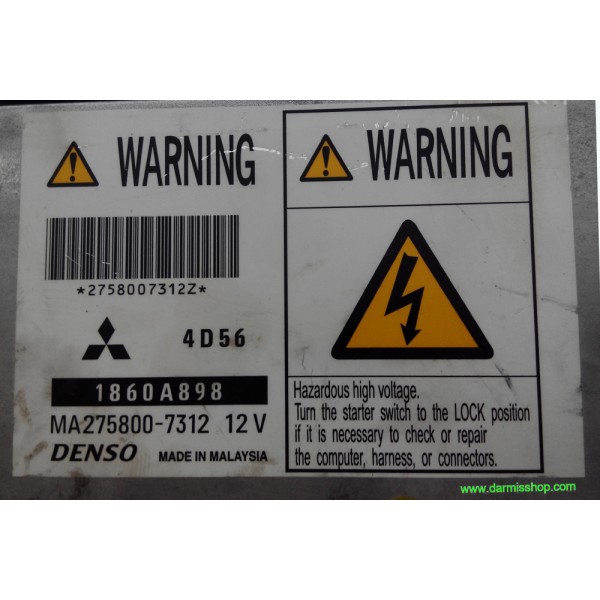 WARNING
*2758007312Z*
4D56
1860A898
MA275800-7312 12V
DENSO MADE IN MALAYSIA
WARNING
Hazardous high voltage.
Turn the starter switch to the LOCK position
if it is necessary to check or repair
the computer, harness, or connectors.
www.darmisshop.com